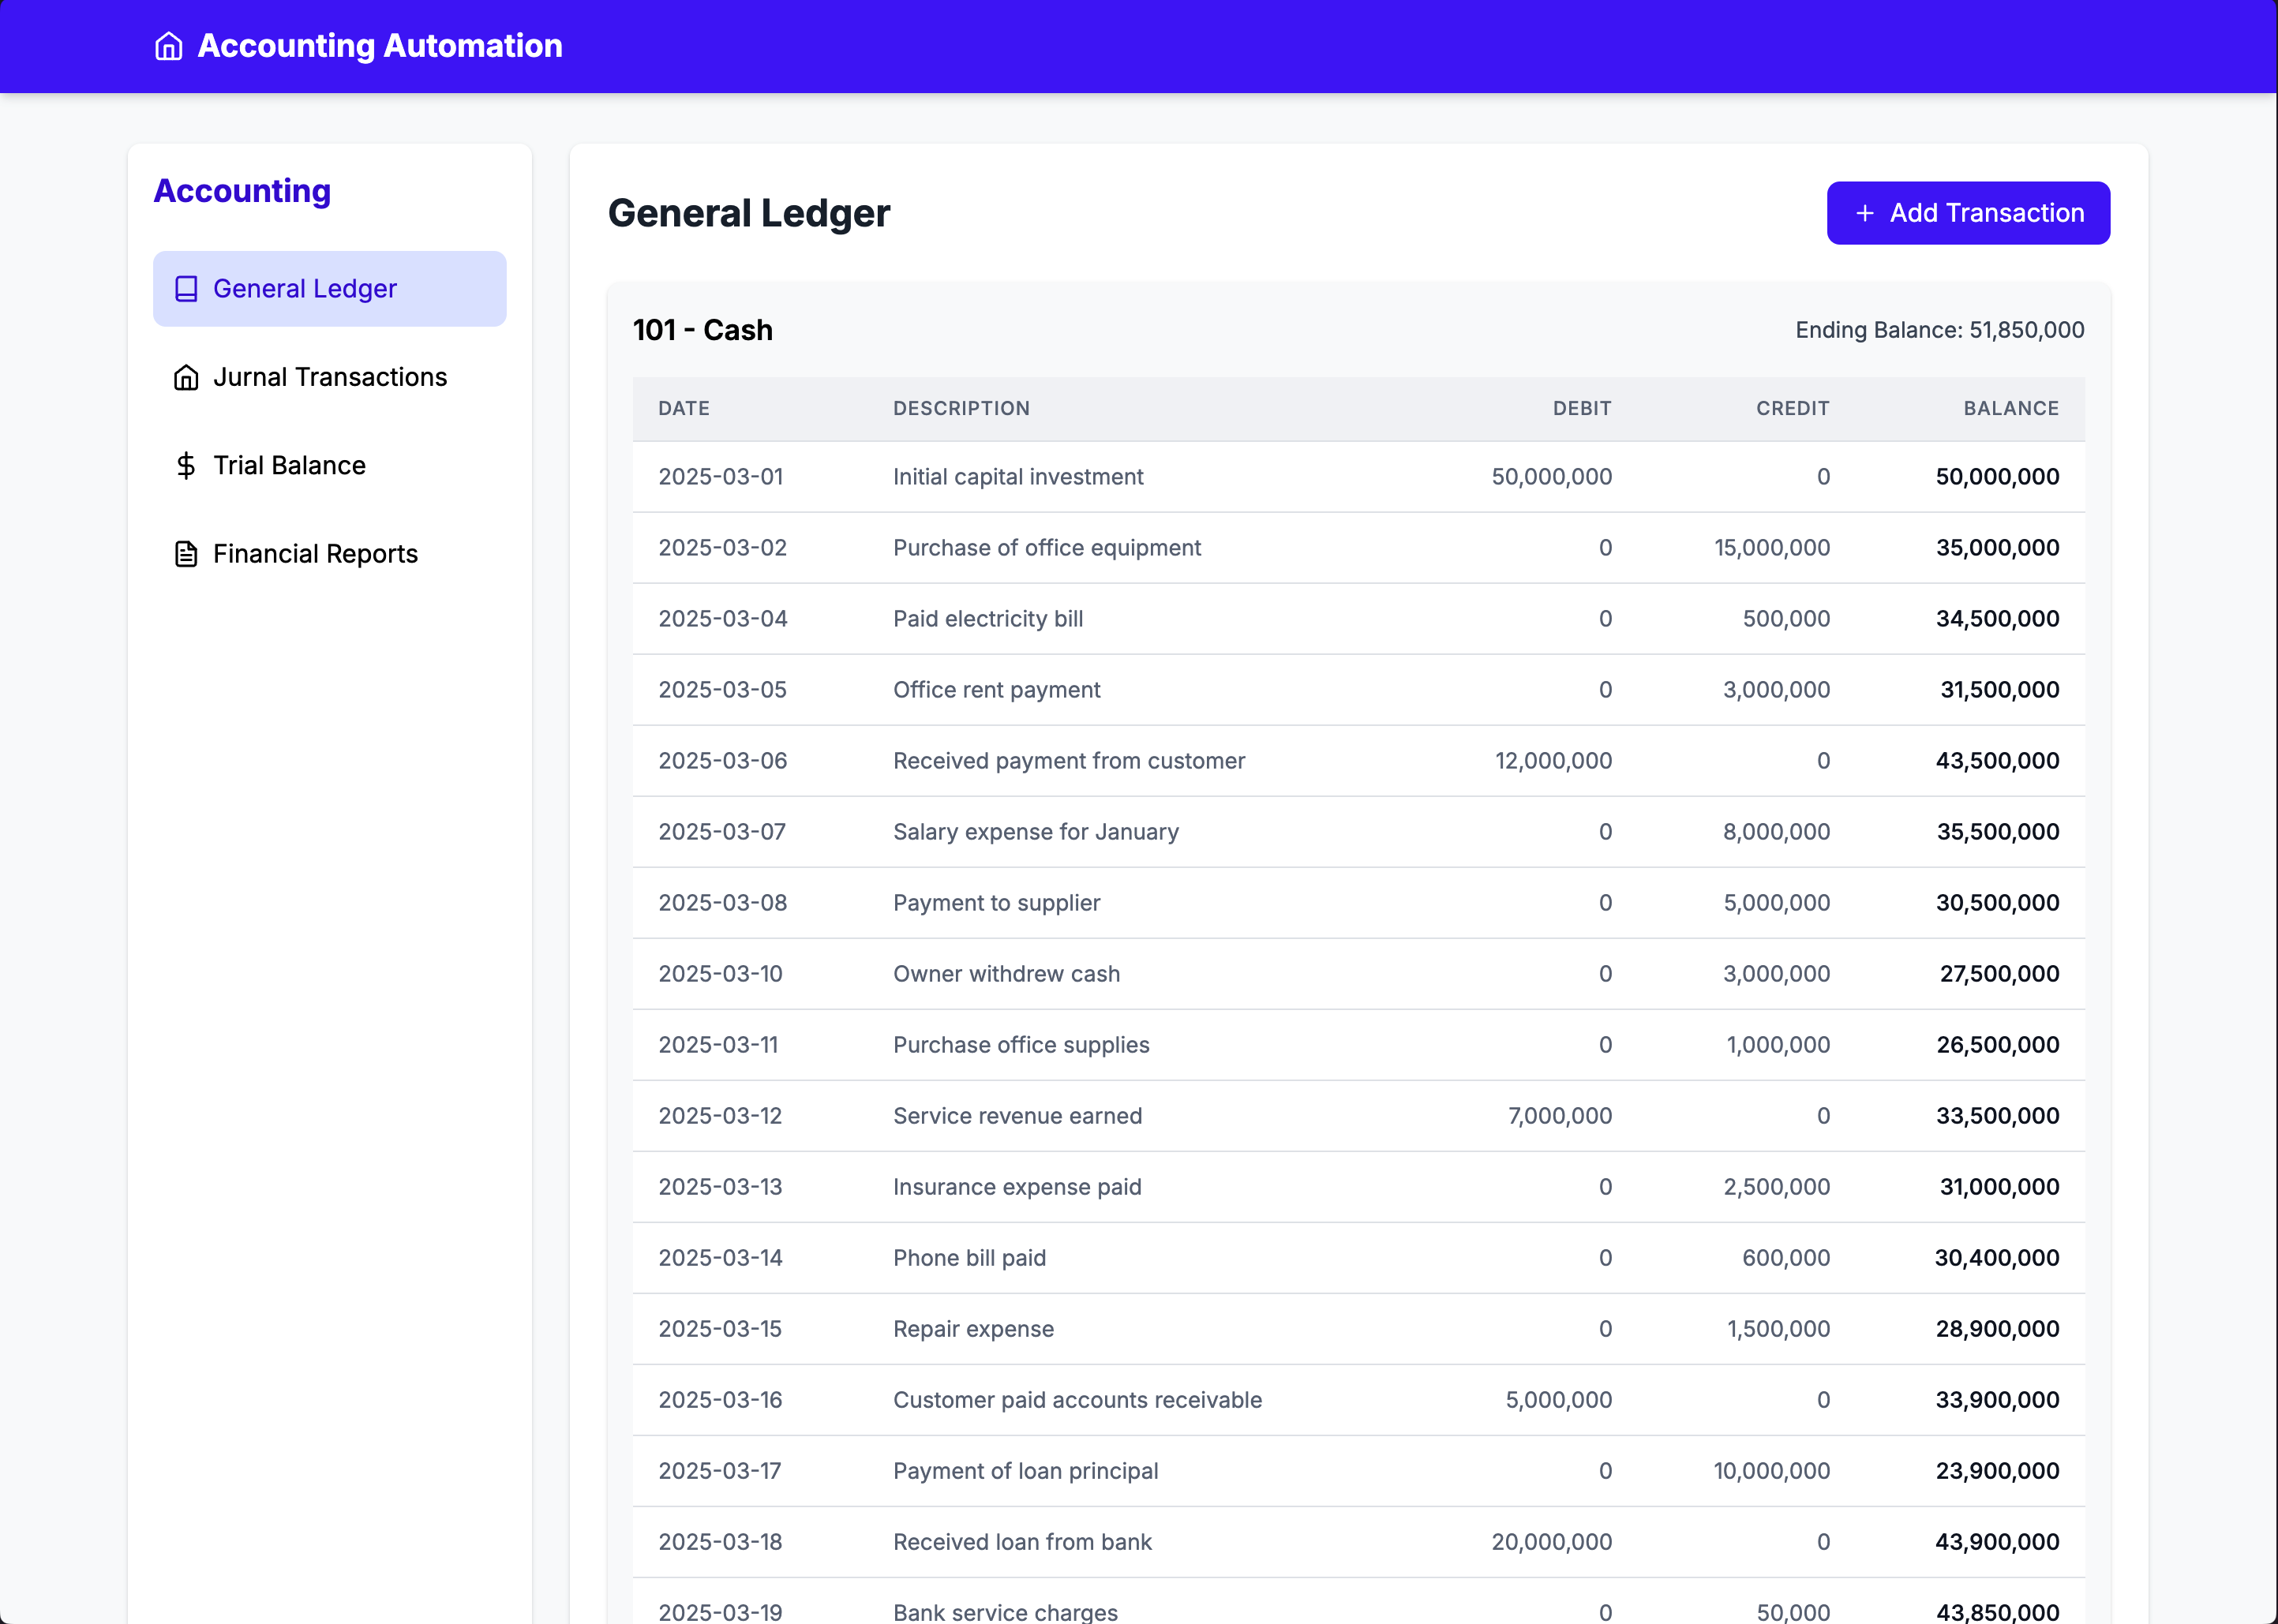 Accounting Automation
Accounting
General Ledger
Jurnal Transactions
Trial Balance
Financial Reports
General Ledger
+ Add Transaction
101 - Cash
Ending Balance: 51,850,000
DATE DESCRIPTION DEBIT CREDIT BALANCE
2025-03-01 Initial capital investment 50,000,000 0 50,000,000
2025-03-02 Purchase of office equipment 0 15,000,000 35,000,000
2025-03-04 Paid electricity bill 0 500,000 34,500,000
2025-03-05 Office rent payment 0 3,000,000 31,500,000
2025-03-06 Received payment from customer 12,000,000 0 43,500,000
2025-03-07 Salary expense for January 0 8,000,000 35,500,000
2025-03-08 Payment to supplier 0 5,000,000 30,500,000
2025-03-10 Owner withdrew cash 0 3,000,000 27,500,000
2025-03-11 Purchase office supplies 0 1,000,000 26,500,000
2025-03-12 Service revenue earned 7,000,000 0 33,500,000
2025-03-13 Insurance expense paid 0 2,500,000 31,000,000
2025-03-14 Phone bill paid 0 600,000 30,400,000
2025-03-15 Repair expense 0 1,500,000 28,900,000
2025-03-16 Customer paid accounts receivable 5,000,000 0 33,900,000
2025-03-17 Payment of loan principal 0 10,000,000 23,900,000
2025-03-18 Received loan from bank 20,000,000 0 43,900,000
2025-03-19 Bank service charges 0 50,000 43,850,000